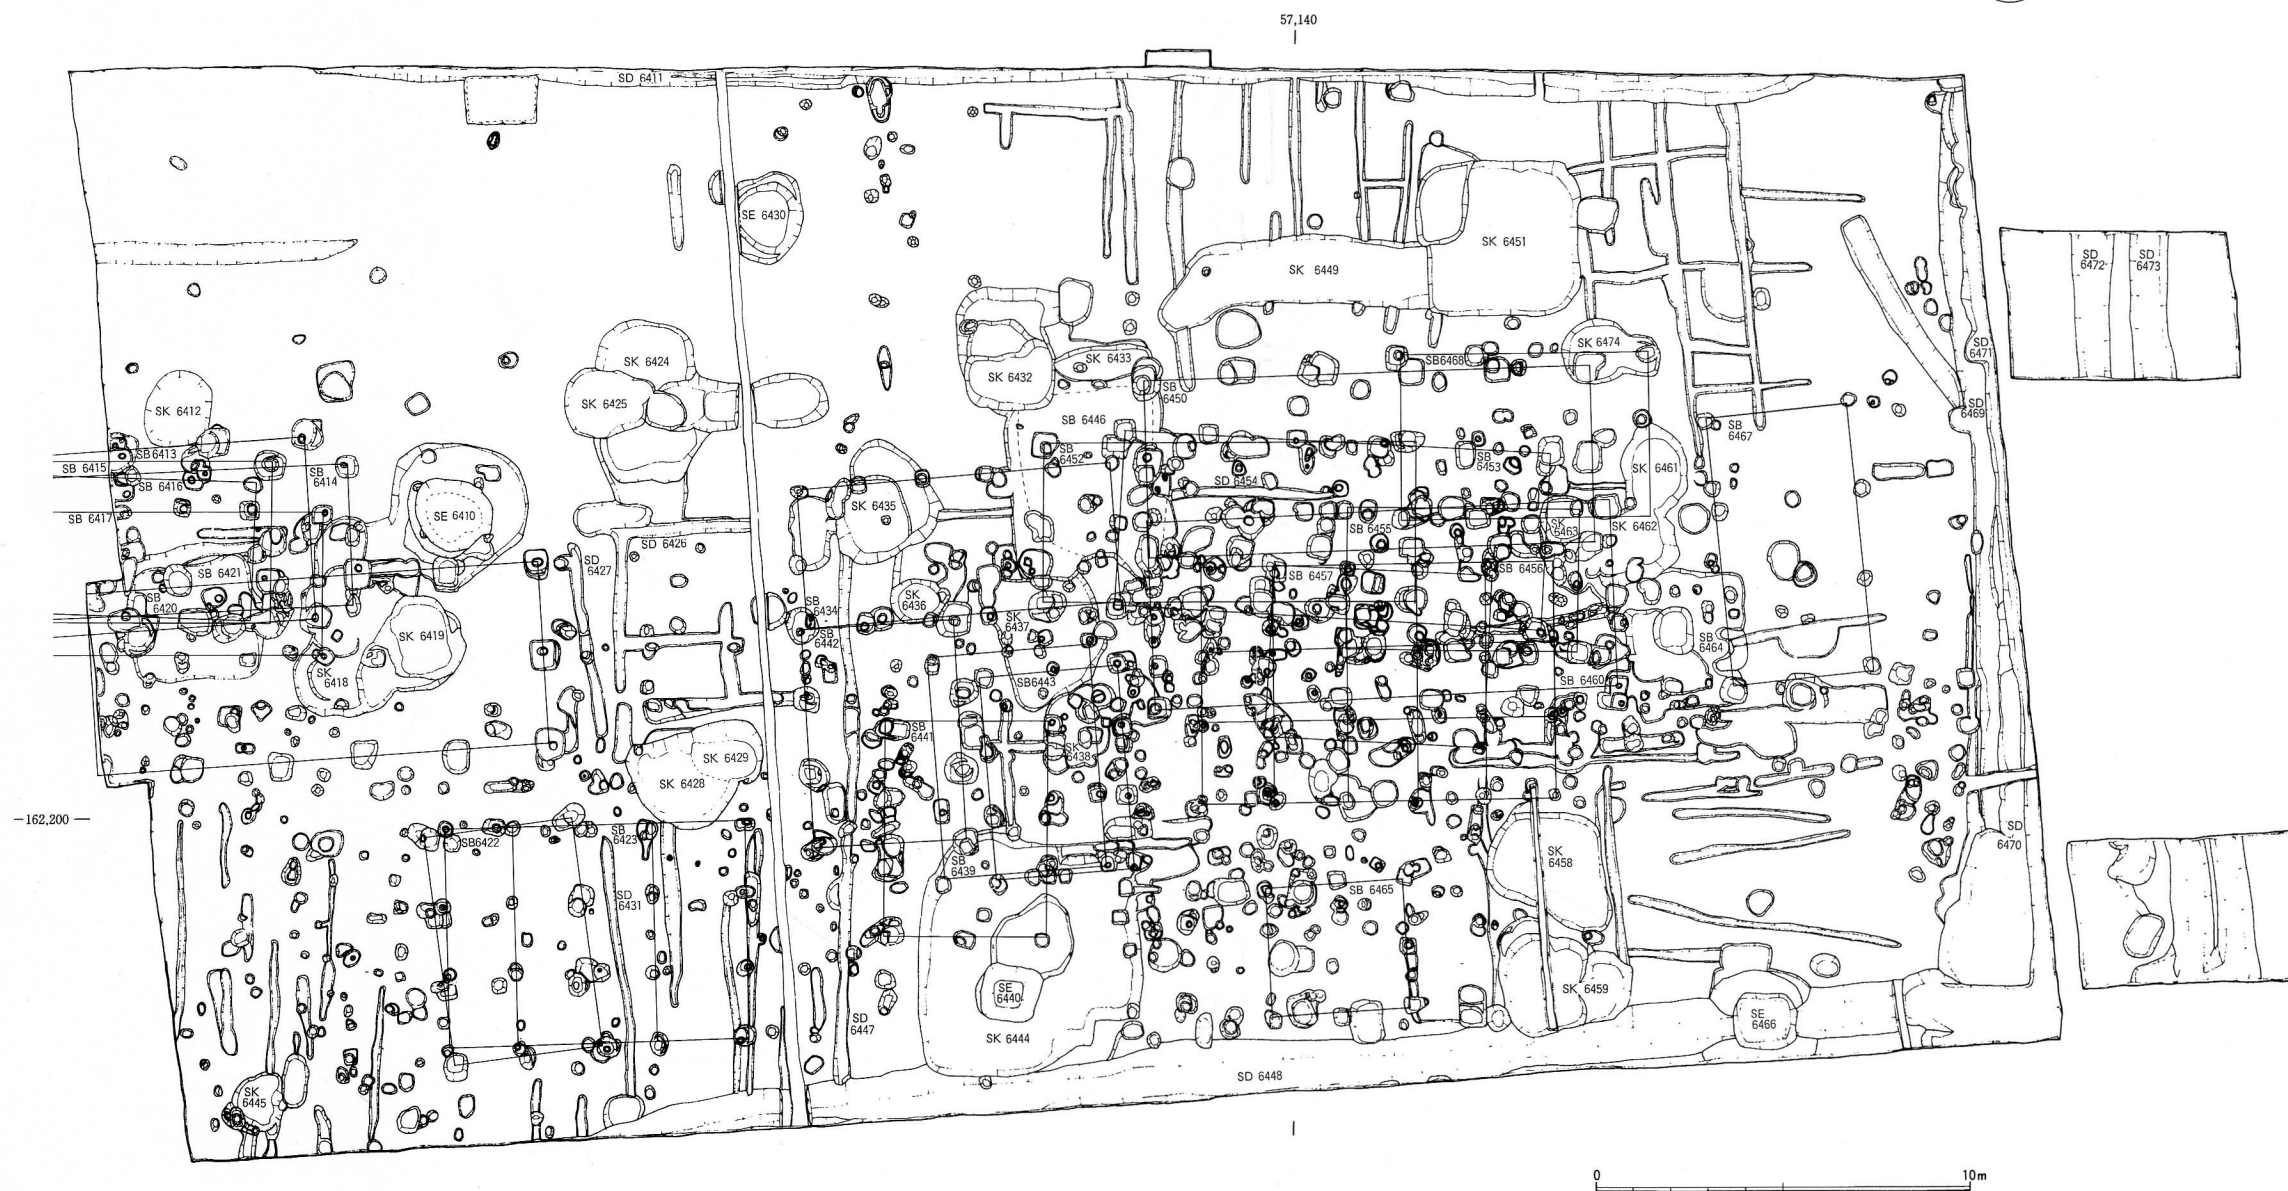 57,140
SD 6411
SE 6430
SK 6451
SK 6449
SD
6472
SD
6473
SK 6424
SK 6425
SK 6412
SK 6433
SK 6432
SB
6450
SB6468
SK 6474
SD
6471
SD
6469
SB 6413
SB 6415
SB 6416
SB
6414
SB 6417
SE 6410
SB 6446
SB
6452
SB
6453
SB
6467
SK 6461
SD 6454
SK 6435
SB 6455
SK
6463
SK 6462
SD 6426
SD
6427
SB 6421
SB
6420
SB 6457
SB 6456
SK
6436
SB
6434
SB
6442
SK
6437
SK 6419
SK
6418
SB
6464
SB6443
SB 6460
SB
6441
SK
6438
SK 6429
SK 6428
−162,200
SB6422
SB
6423
SD
6431
SB
6439
SK
6458
SB 6465
SD
6470
SE
6440
SK 6444
SK 6459
SE
6466
SD
6447
SD 6448
SK
6445
0 10m